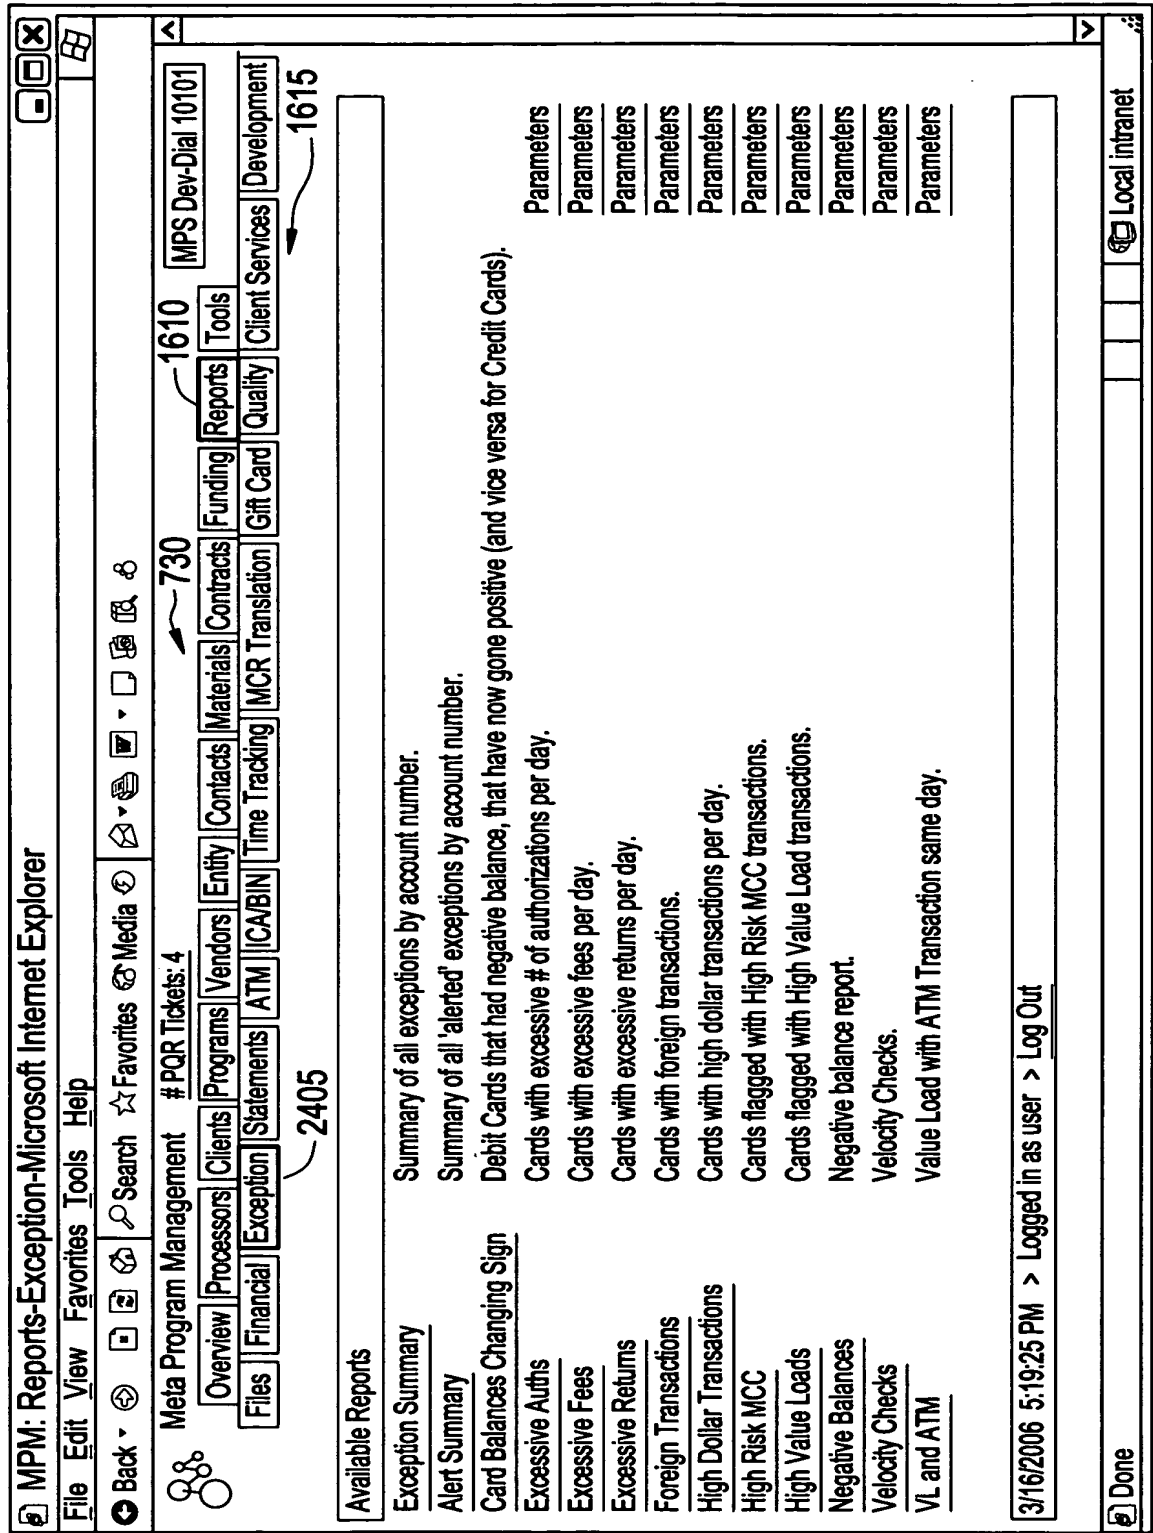 MPM: Reports-Exception-Microsoft Internet Explorer
File Edit View Favorites Tools Help
Back Search Favorites Media
Meta Program Management # PQR Tickets: 4 730 1610 MPS Dev-Dial 10101
Overview Processors Clients Programs Vendors Entity Contacts Materials Contracts Funding Reports Tools
Files Financial Exception Statements ATM ICA/BIN Time Tracking MCR Translation Gift Card Quality Client Services Development
2405 1615
Available Reports
Exception Summary Summary of all exceptions by account number.
Alert Summary Summary of all 'alerted' exceptions by account number.
Card Balances Changing Sign Debit Cards that had negative balance, that have now gone positive (and vice versa for Credit Cards).
Excessive Auths Cards with excessive # of authorizations per day. Parameters
Excessive Fees Cards with excessive fees per day. Parameters
Excessive Returns Cards with excessive returns per day. Parameters
Foreign Transactions Cards with foreign transactions. Parameters
High Dollar Transactions Cards with high dollar transactions per day. Parameters
High Risk MCC Cards flagged with High Risk MCC transactions. Parameters
High Value Loads Cards flagged with High Value Load transactions. Parameters
Negative Balances Negative balance report. Parameters
Velocity Checks Velocity Checks. Parameters
VL and ATM Value Load with ATM Transaction same day. Parameters
3/16/2006 5:19:25 PM > Logged in as user > Log Out
Done Local intranet